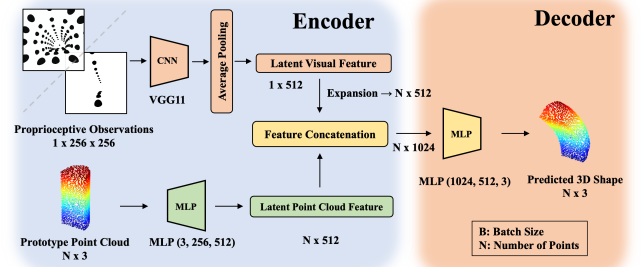 Encoder
Decoder
CNN
VGG11
Average Pooling
Latent Visual Feature
1 x 512
Expansion → N x 512
Proprioceptive Observations
1 x 256 x 256
Feature Concatenation
N x 1024
MLP
MLP (1024, 512, 3)
Predicted 3D Shape
N x 3
Prototype Point Cloud
N x 3
MLP
MLP (3, 256, 512)
Latent Point Cloud Feature
N x 512
B: Batch Size
N: Number of Points